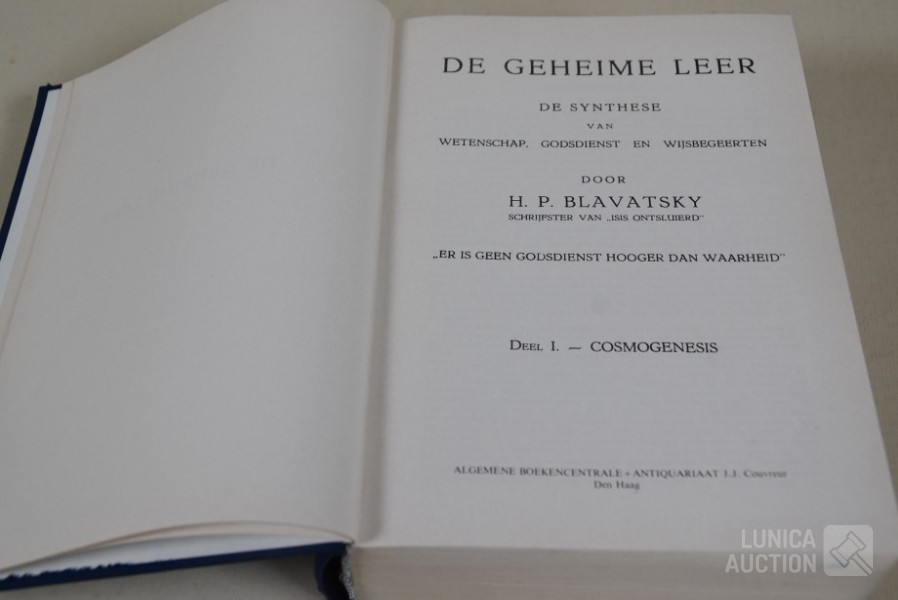 DE GEHEIME LEER
DE SYNTHESE
VAN
WETENSCHAP, GODSDIENST EN WIJSBEGEERTEN
DOOR
H. P. BLAVATSKY
SCHRIJFSTER VAN „ISIS ONTSLUIERD"
„ER IS GEEN GODSDIENST HOOGER DAN WAARHEID"
DEEL I. — COSMOGENESIS
ALGEMENE BOEKENCENTRALE + ANTIQUARIAAT J.J. Couvreur
Den Haag
LUNICA
AUCTION